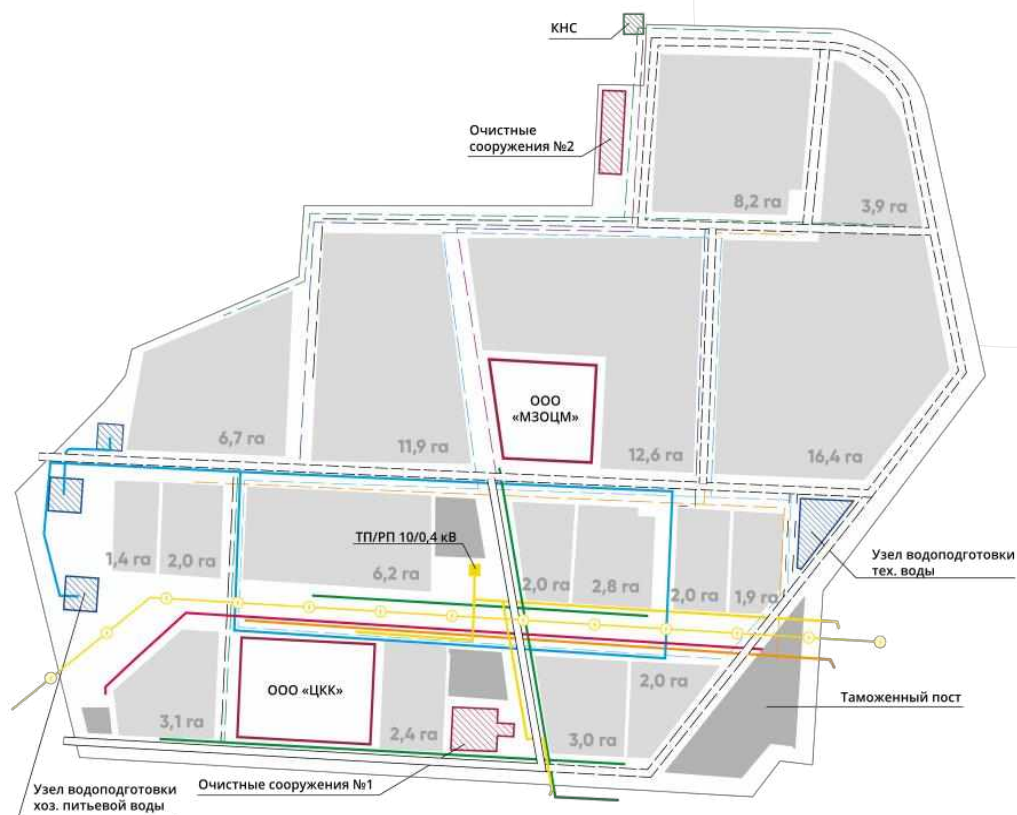 КНС
Очистные
сооружения №2
8,2 га
3,9 га
ООО
«МЗОЦМ»
6,7 га
11,9 га
12,6 га
16,4 га
ТП/РП 10/0,4 кВ
1,4 га
2,0 га
6,2 га
2,0 га
2,8 га
2,0 га
1,9 га
Узел водоподготовки
тех. воды
ООО «ЦКК»
2,0 га
Таможенный пост
3,1 га
2,4 га
3,0 га
Очистные сооружения №1
Узел водоподготовки
хоз. питьевой воды